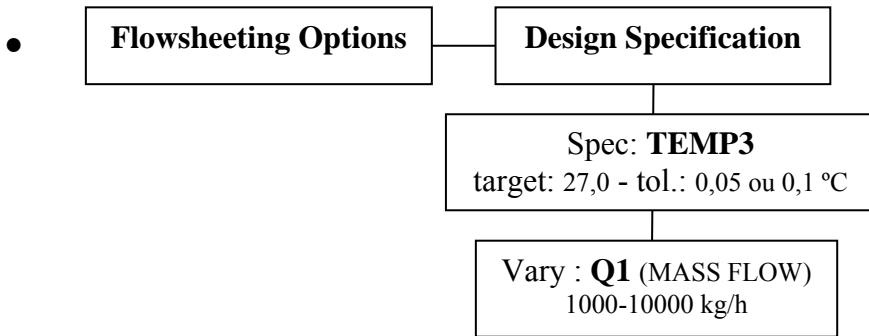 • Flowsheeting Options Design Specification
Spec: TEMP3
target: 27,0 - tol.: 0,05 ou 0,1 ºC
Vary : Q1 (MASS FLOW)
1000-10000 kg/h